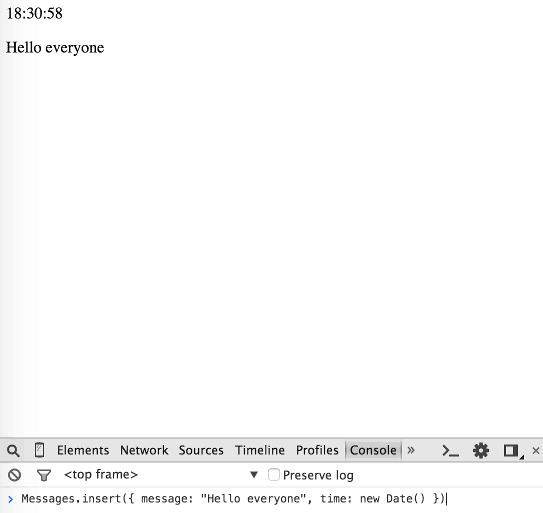 18:30:58
Hello everyone
Elements Network Sources Timeline Profiles Console »
<top frame> ▼ Preserve log
> Messages.insert({ message: "Hello everyone", time: new Date() })